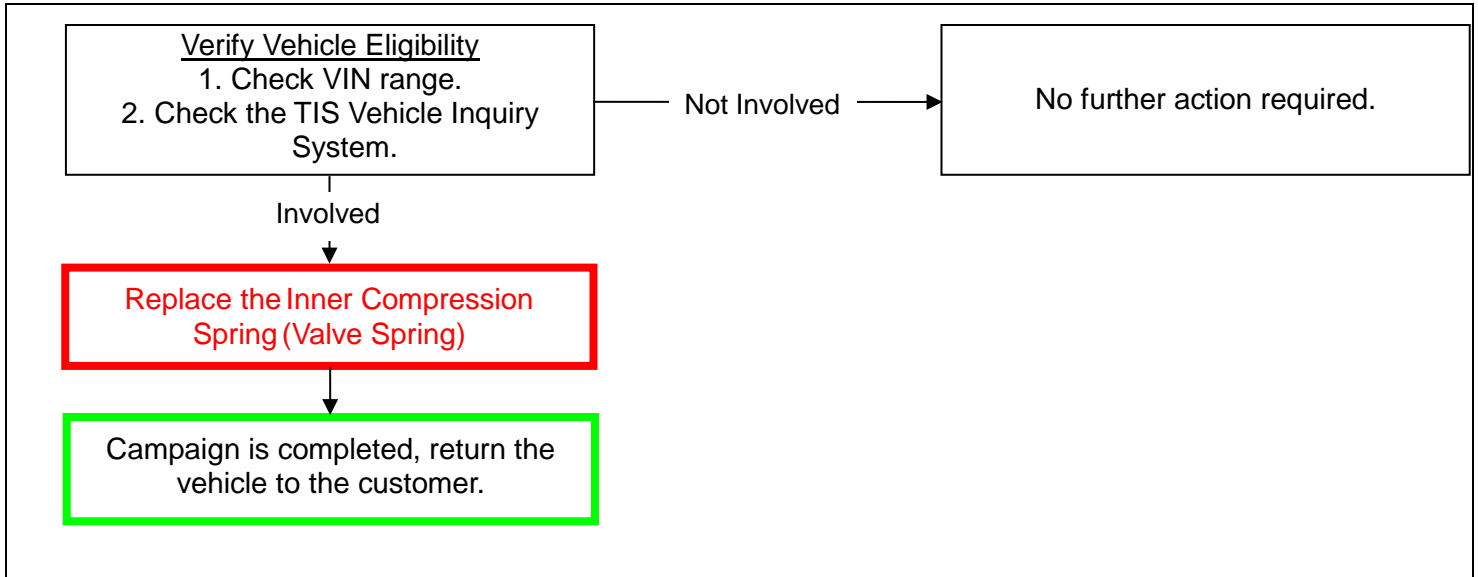 Verify Vehicle Eligibility
1. Check VIN range.
2. Check the TIS Vehicle Inquiry
System.
Not Involved
No further action required.
Involved
Replace the Inner Compression
Spring (Valve Spring)
Campaign is completed, return the
vehicle to the customer.